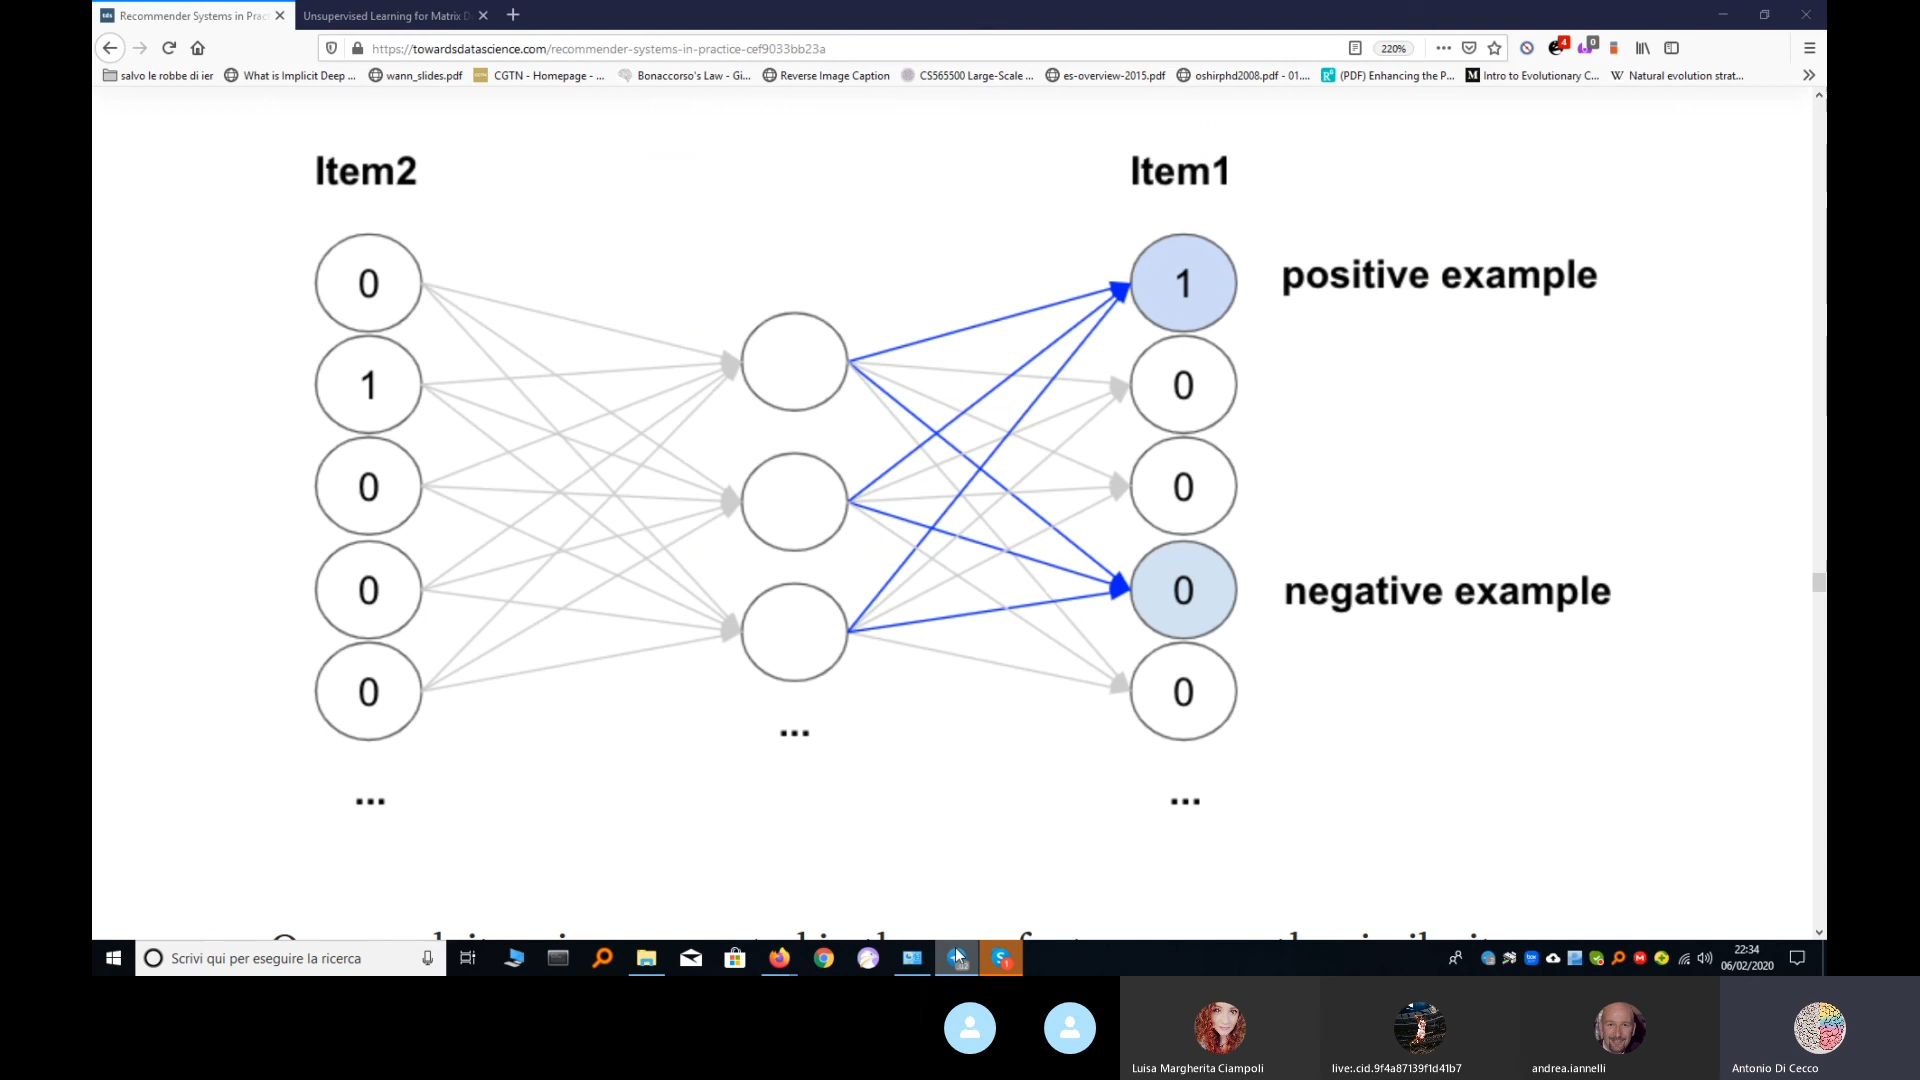 Recommender Systems in Prac
Unsupervised Learning for Matrix D
https://towardsdatascience.com/recommender-systems-in-practice-cef9033bb23a
220%
4
0
salvo le robbe di ier
What is Implicit Deep ...
wann_slides.pdf
CGTN - Homepage - ...
Bonaccorso's Law - Gi...
Reverse Image Caption
CS565500 Large-Scale ...
es-overview-2015.pdf
oshirphd2008.pdf - 01....
(PDF) Enhancing the P...
Intro to Evolutionary C...
Natural evolution strat...
Item2
Item1
0
1
positive example
1
0
0
0
0
0
negative example
0
0
...
...
...
Scrivi qui per eseguire la ricerca
22:34
06/02/2020
Luisa Margherita Ciampoli
live:.cid.9f4a87139f1d41b7
andrea.iannelli
Antonio Di Cecco